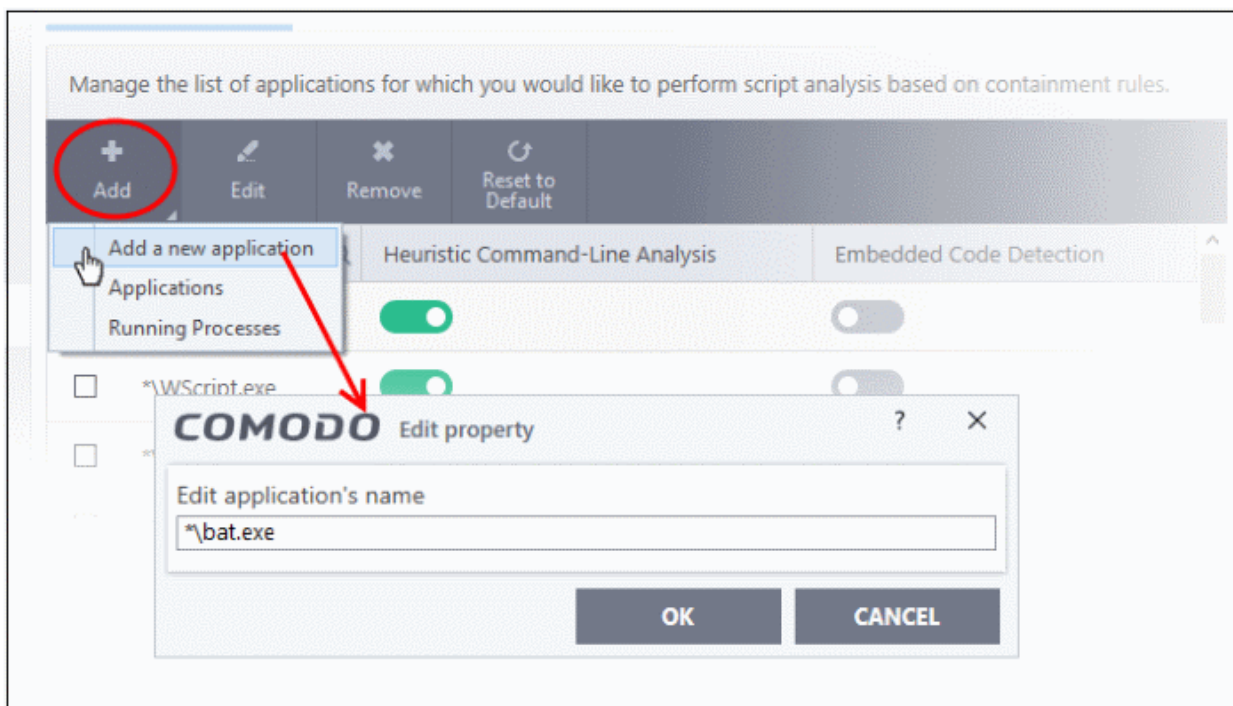 Manage the list of applications for which you would like to perform script analysis based on containment rules.
Add
Edit
Remove
Reset to
Default
Add a new application
Applications
Running Processes
Heuristic Command-Line Analysis
Embedded Code Detection
*\WScript.exe
COMODO Edit property
?
Edit application's name
*\bat.exe
OK
CANCEL